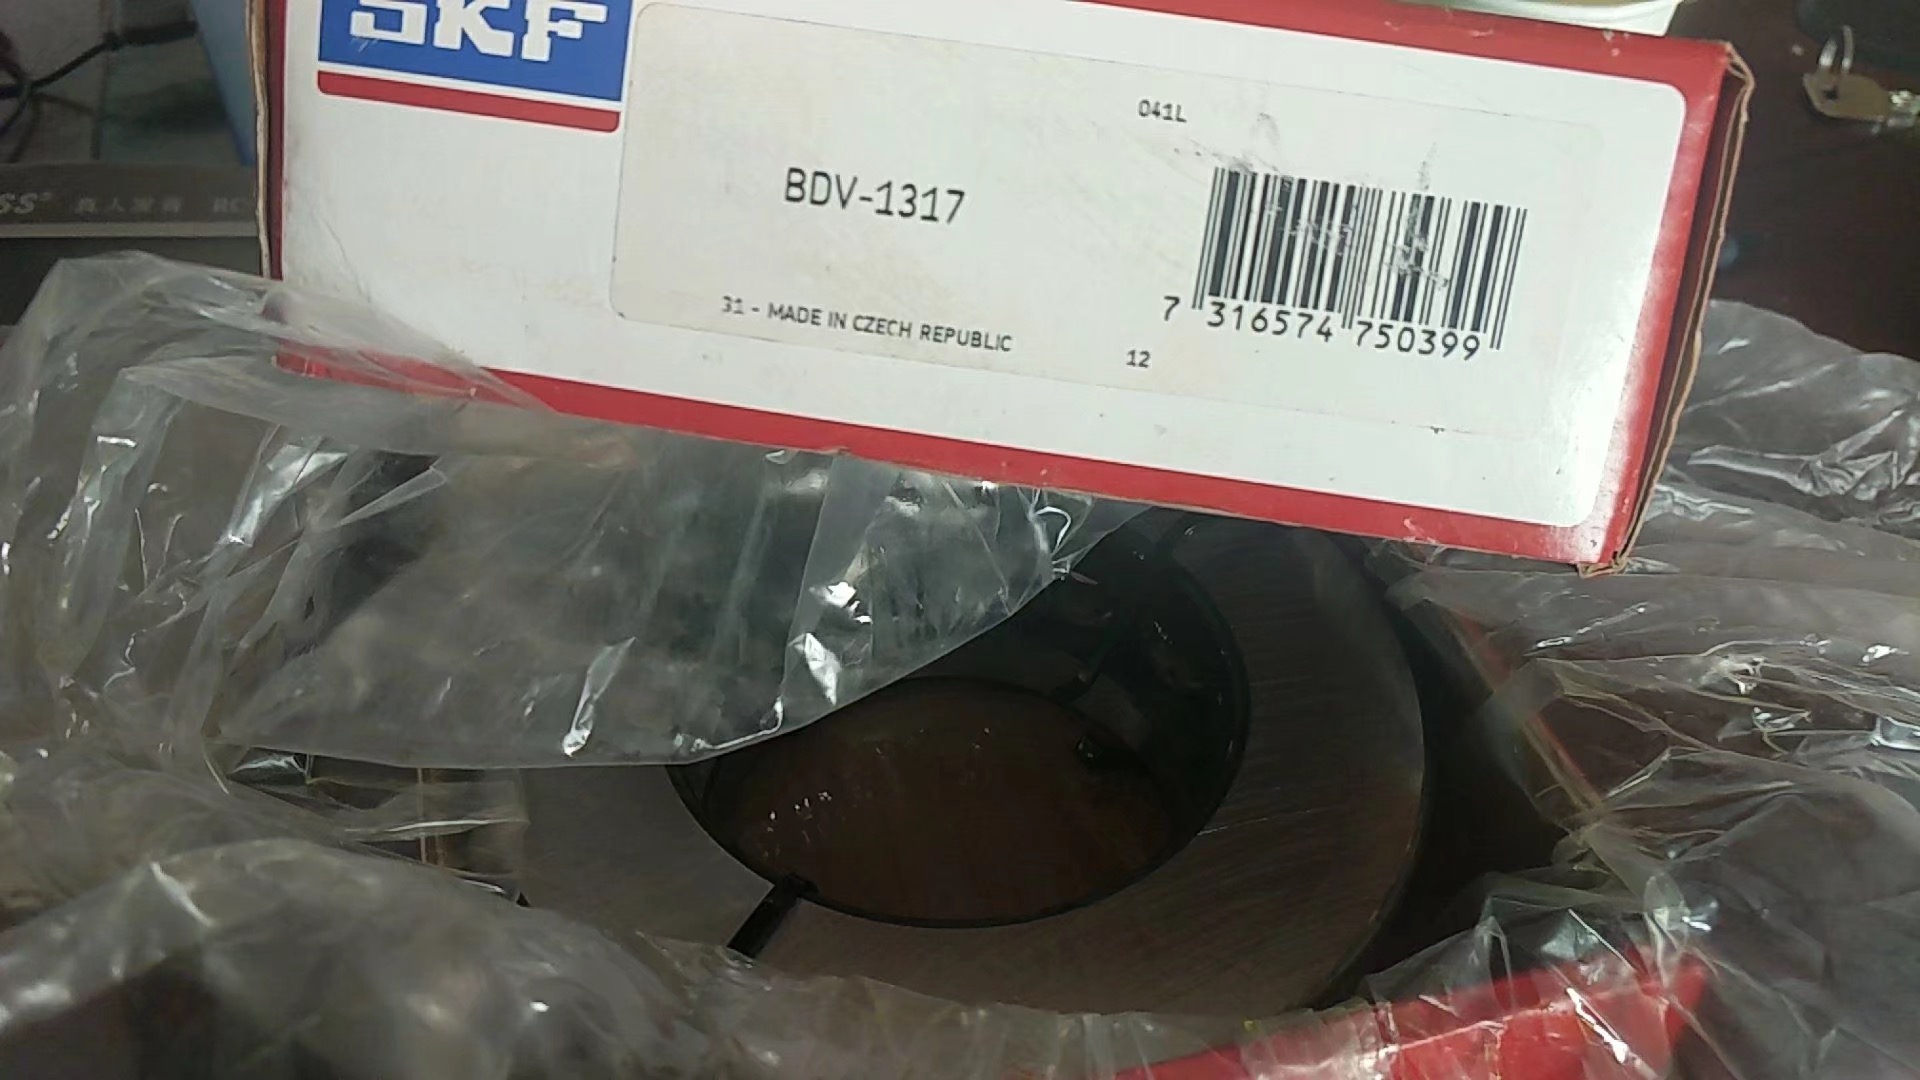 SKF
041L
BDV-1317
7 316574 750399
31 - MADE IN CZECH REPUBLIC
12